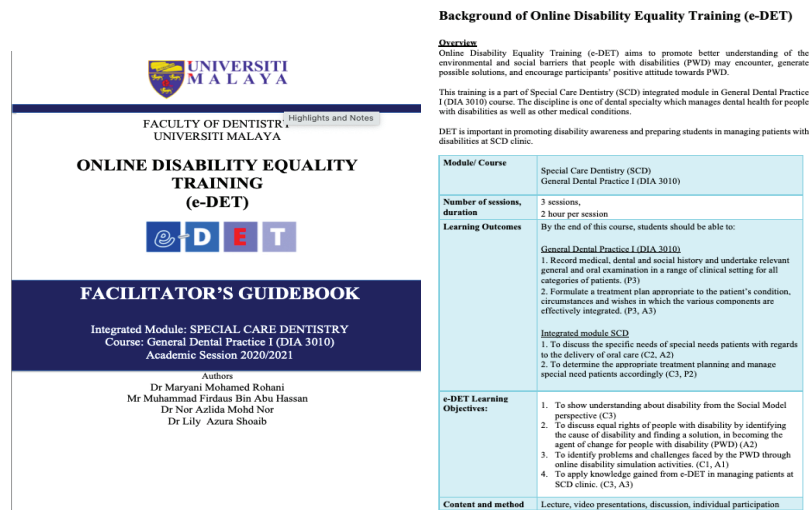 UNIVERSITI
MALAYA
FACULTY OF DENTISTRY
UNIVERSITI MALAYA
Highlights and Notes
ONLINE DISABILITY EQUALITY
TRAINING
(e-DET)
e-DET
FACILITATOR'S GUIDEBOOK
Integrated Module: SPECIAL CARE DENTISTRY
Course: General Dental Practice I (DIA 3010)
Academic Session 2020/2021
Authors
Dr Maryani Mohamed Rohani
Mr Muhammad Firdaus Bin Abu Hassan
Dr Nor Azlida Mohd Nor
Dr Lily Azura Shoaib
Background of Online Disability Equality Training (e-DET)
Overview
Online Disability Equality Training (e-DET) aims to promote better understanding of the
environmental and social barriers that people with disabilities (PWD) may encounter, generate
possible solutions, and encourage participants' positive attitude towards PWD.
This training is a part of Special Care Dentistry (SCD) integrated module in General Dental Practice
I (DIA 3010) course. The discipline is one of dental specialty which manages dental health for people
with disabilities as well as other medical conditions.
DET is important in promoting disability awareness and preparing students in managing patients with
disabilities at SCD clinic.
Module/ Course
Special Care Dentistry (SCD)
General Dental Practice I (DIA 3010)
Number of sessions,
duration
3 sessions,
2 hour per session
Learning Outcomes
By the end of this course, students should be able to:
General Dental Practice I (DIA 3010)
1. Record medical, dental and social history and undertake relevant
general and oral examination in a range of clinical setting for all
categories of patients. (P3)
2. Formulate a treatment plan appropriate to the patient's condition,
circumstances and wishes in which the various components are
effectively integrated. (P3, A3)
Integrated module SCD
1. To discuss the specific needs of special needs patients with regards
to the delivery of oral care (C2, A2)
2. To determine the appropriate treatment planning and manage
special need patients accordingly (C3, P2)
e-DET Learning
Objectives:
1. To show understanding about disability from the Social Model
perspective (C3)
2. To discuss equal rights of people with disability by identifying
the cause of disability and finding a solution, in becoming the
agent of change for people with disability (PWD) (A2)
3. To identify problems and challenges faced by the PWD through
online disability simulation activities. (C1, A1)
4. To apply knowledge gained from e-DET in managing patients at
SCD clinic. (C3, A3)
Content and method
Lecture, video presentations, discussion, individual participation